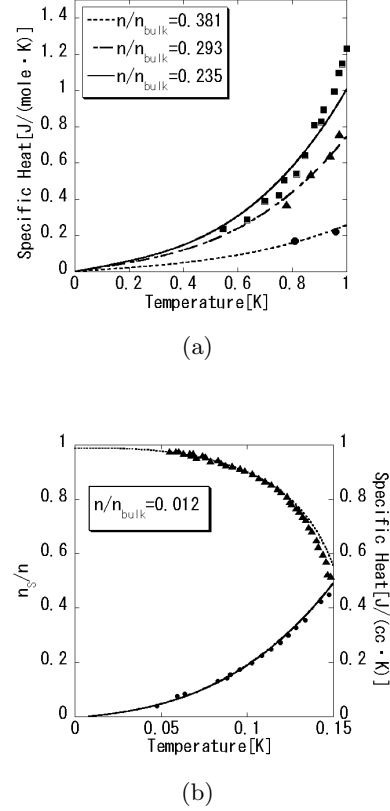 n/n_bulk=0.381
n/n_bulk=0.293
n/n_bulk=0.235
Specific Heat[J/(mole・K)]
1.4
1.2
1
0.8
0.6
0.4
0.2
0
0 0.2 0.4 0.6 0.8 1
Temperature[K]
(a)
n/n_bulk=0.012
n_S/n
1
0.8
0.6
0.4
0.2
0
Specific Heat[J/(cc・K)]
1
0.8
0.6
0.4
0.2
0
0 0.05 0.1 0.15
Temperature[K]
(b)